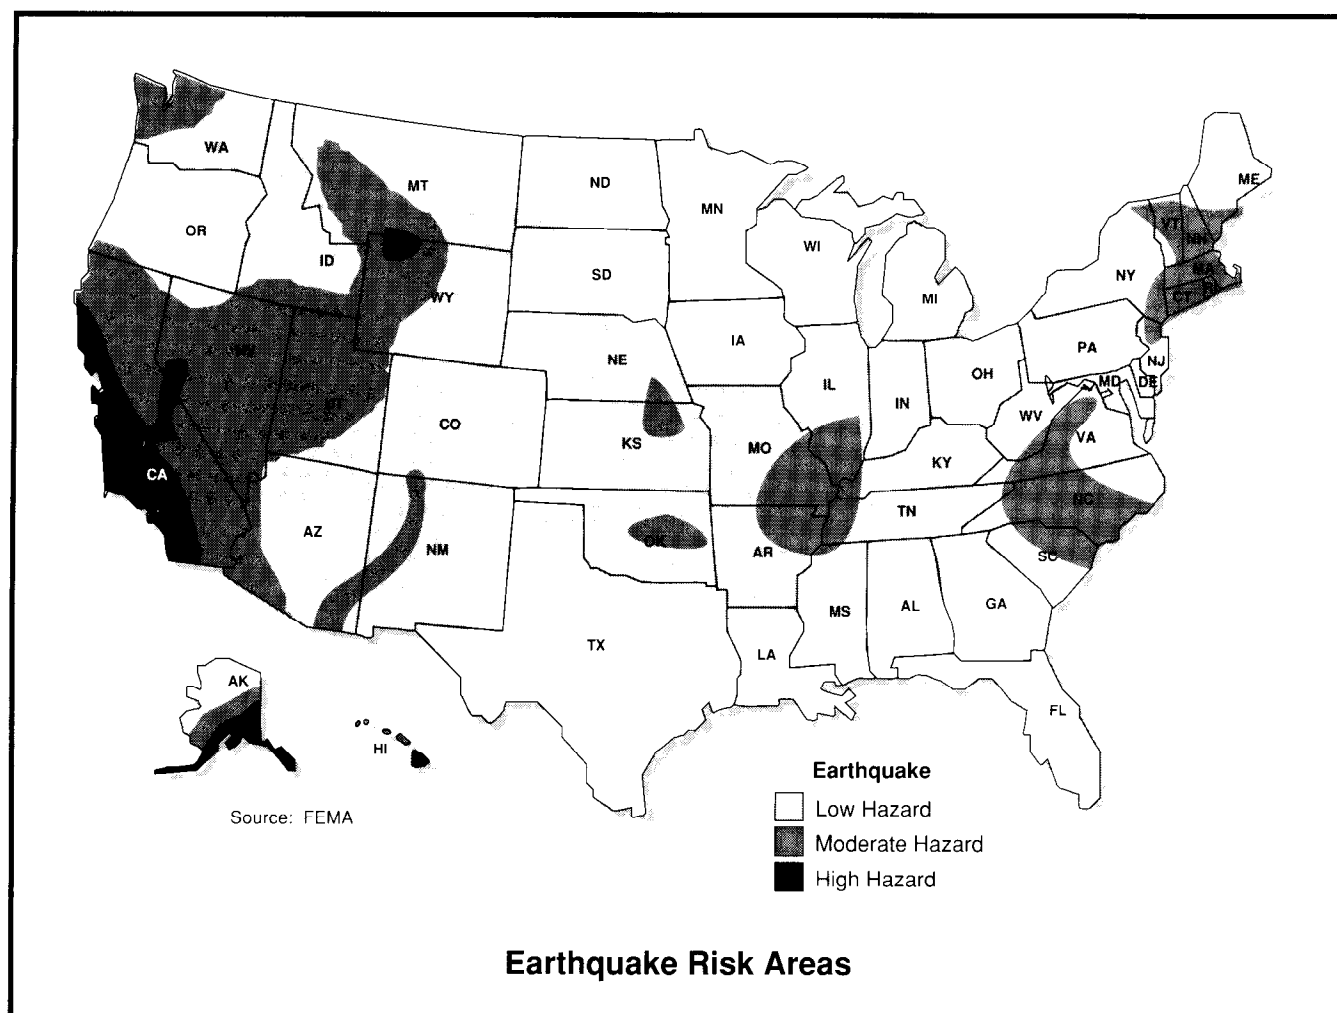 WA
MT
ND
MN
ME
VT
NH
OR
ID
WI
NY
MA
SD
MI
CT
RI
WY
IA
PA
NV
NE
OH
NJ
IL
IN
MD
DE
UT
CO
KS
MO
WV
VA
CA
KY
NC
TN
AZ
NM
OK
AR
SC
MS
AL
GA
TX
LA
AK
FL
HI
Source: FEMA
Earthquake
Low Hazard
Moderate Hazard
High Hazard
Earthquake Risk Areas